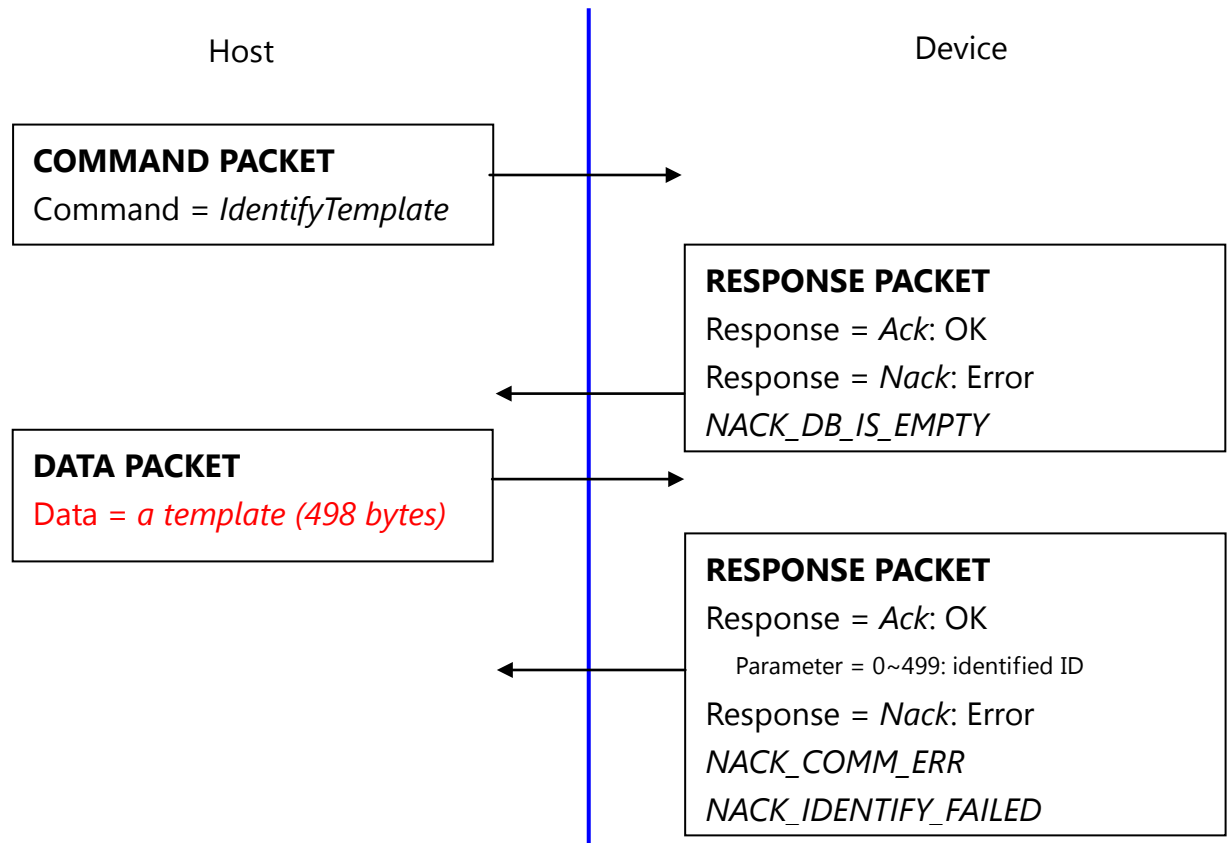 Host
Device
COMMAND PACKET
Command = IdentifyTemplate
RESPONSE PACKET
Response = Ack: OK
Response = Nack: Error
NACK_DB_IS_EMPTY
DATA PACKET
Data = a template (498 bytes)
RESPONSE PACKET
Response = Ack: OK
Parameter = 0~499: identified ID
Response = Nack: Error
NACK_COMM_ERR
NACK_IDENTIFY_FAILED